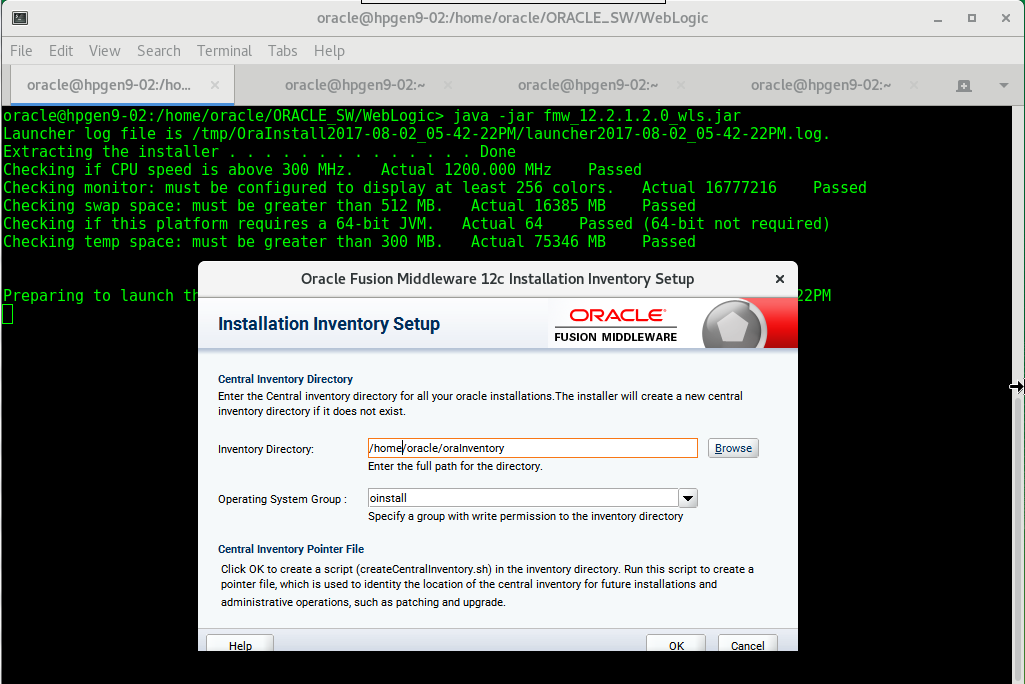 oracle@hpgen9-02:/home/oracle/ORACLE_SW/WebLogic
File Edit View Search Terminal Tabs Help
oracle@hpgen9-02:/ho... oracle@hpgen9-02:~ oracle@hpgen9-02:~ oracle@hpgen9-02:~
oracle@hpgen9-02:/home/oracle/ORACLE_SW/WebLogic> java -jar fmw_12.2.1.2.0_wls.jar
Launcher log file is /tmp/OraInstall2017-08-02_05-42-22PM/launcher2017-08-02_05-42-22PM.log.
Extracting the installer . . . . . . . . . . . . . . Done
Checking if CPU speed is above 300 MHz.   Actual 1200.000 MHz    Passed
Checking monitor: must be configured to display at least 256 colors.   Actual 16777216    Passed
Checking swap space: must be greater than 512 MB.   Actual 16385 MB    Passed
Checking if this platform requires a 64-bit JVM.   Actual 64    Passed (64-bit not required)
Checking temp space: must be greater than 300 MB.   Actual 75346 MB    Passed
Preparing to launch th 22PM
Oracle Fusion Middleware 12c Installation Inventory Setup
Installation Inventory Setup
ORACLE
FUSION MIDDLEWARE
Central Inventory Directory
Enter the Central inventory directory for all your oracle installations.The installer will create a new central
inventory directory if it does not exist.
Inventory Directory: /home/oracle/oraInventory Browse
Enter the full path for the directory.
Operating System Group : oinstall
Specify a group with write permission to the inventory directory
Central Inventory Pointer File
Click OK to create a script (createCentralInventory.sh) in the inventory directory. Run this script to create a
pointer file, which is used to identity the location of the central inventory for future installations and
administrative operations, such as patching and upgrade.
Help OK Cancel